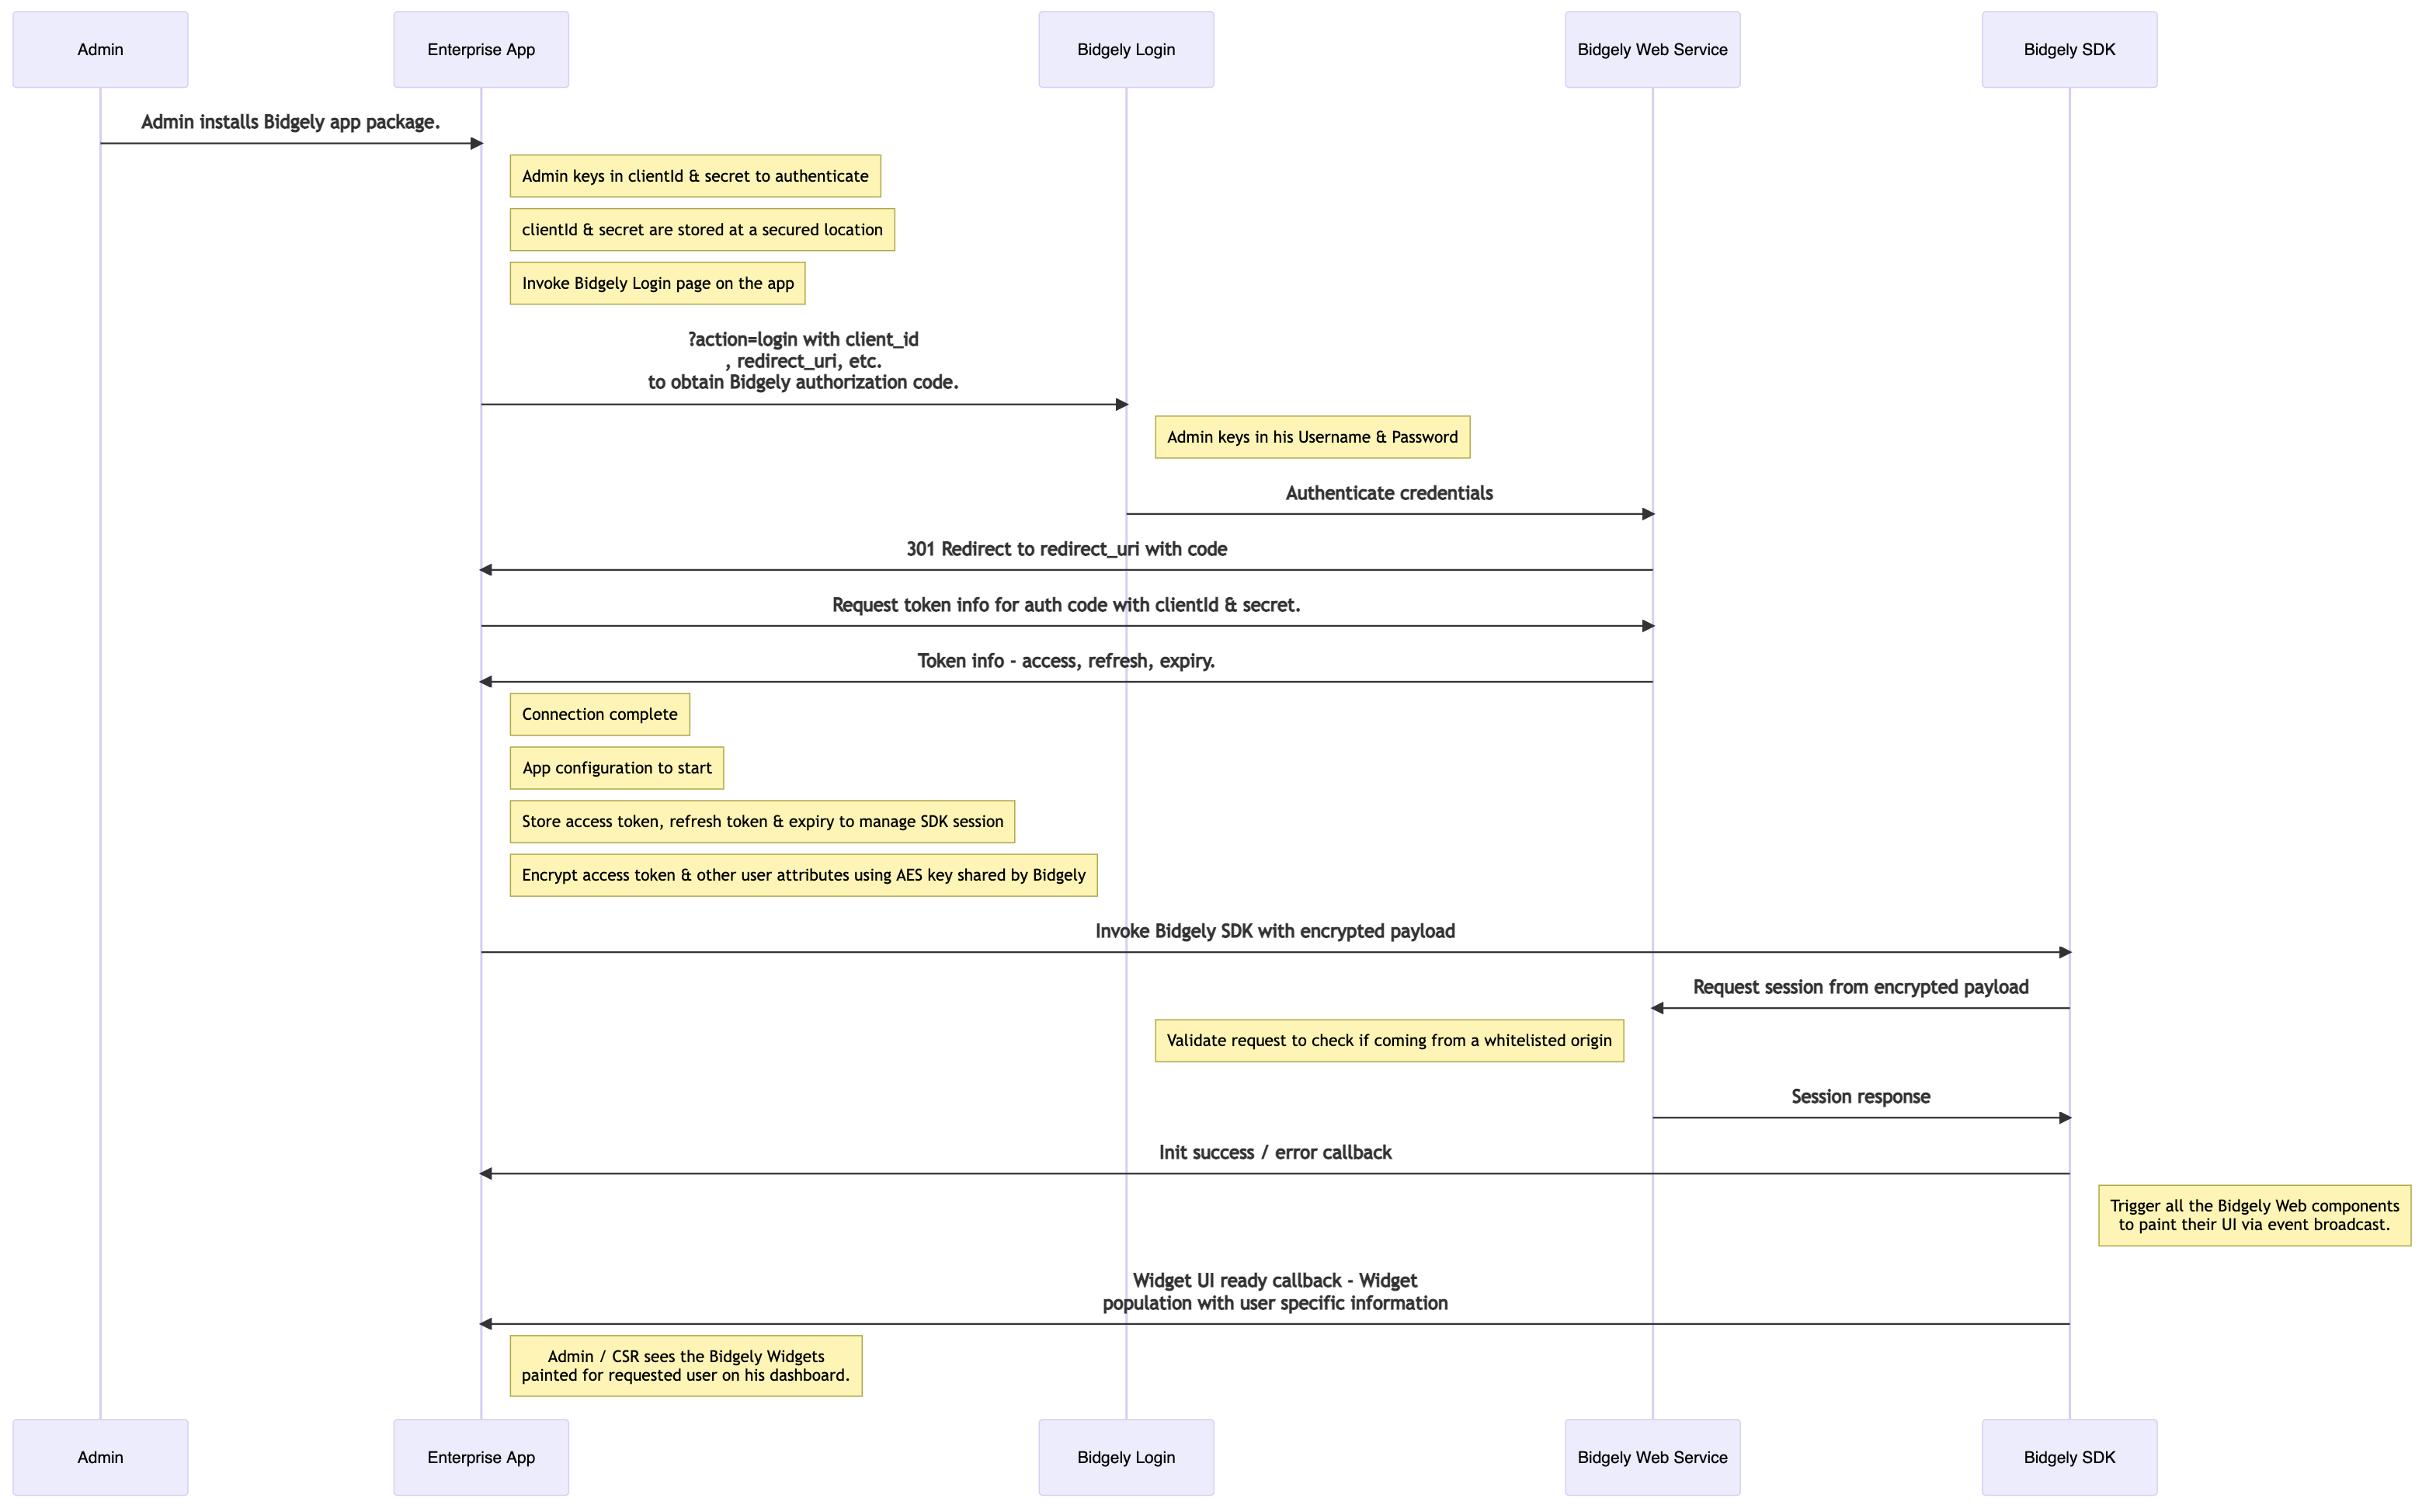 Admin
Enterprise App
Bidgely Login
Bidgely Web Service
Bidgely SDK
Admin installs Bidgely app package.
Admin keys in clientId & secret to authenticate
clientId & secret are stored at a secured location
Invoke Bidgely Login page on the app
?action=login with client_id
, redirect_uri, etc.
to obtain Bidgely authorization code.
Admin keys in his Username & Password
Authenticate credentials
301 Redirect to redirect_uri with code
Request token info for auth code with clientId & secret.
Token info - access, refresh, expiry.
Connection complete
App configuration to start
Store access token, refresh token & expiry to manage SDK session
Encrypt access token & other user attributes using AES key shared by Bidgely
Invoke Bidgely SDK with encrypted payload
Request session from encrypted payload
Validate request to check if coming from a whitelisted origin
Session response
Init success / error callback
Trigger all the Bidgely Web components
to paint their UI via event broadcast.
Widget UI ready callback - Widget
population with user specific information
Admin / CSR sees the Bidgely Widgets
painted for requested user on his dashboard.
Admin
Enterprise App
Bidgely Login
Bidgely Web Service
Bidgely SDK